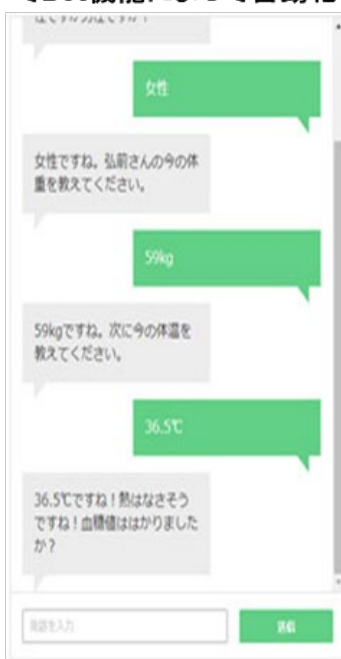 女性
女性ですね。弘前さんの今の体
重を教えてください。
59kg
59kgですね。次に今の体温を
教えてください。
36.5℃
36.5℃ですね！熱はなさそう
ですね！血糖値ははかりました
か？
送信